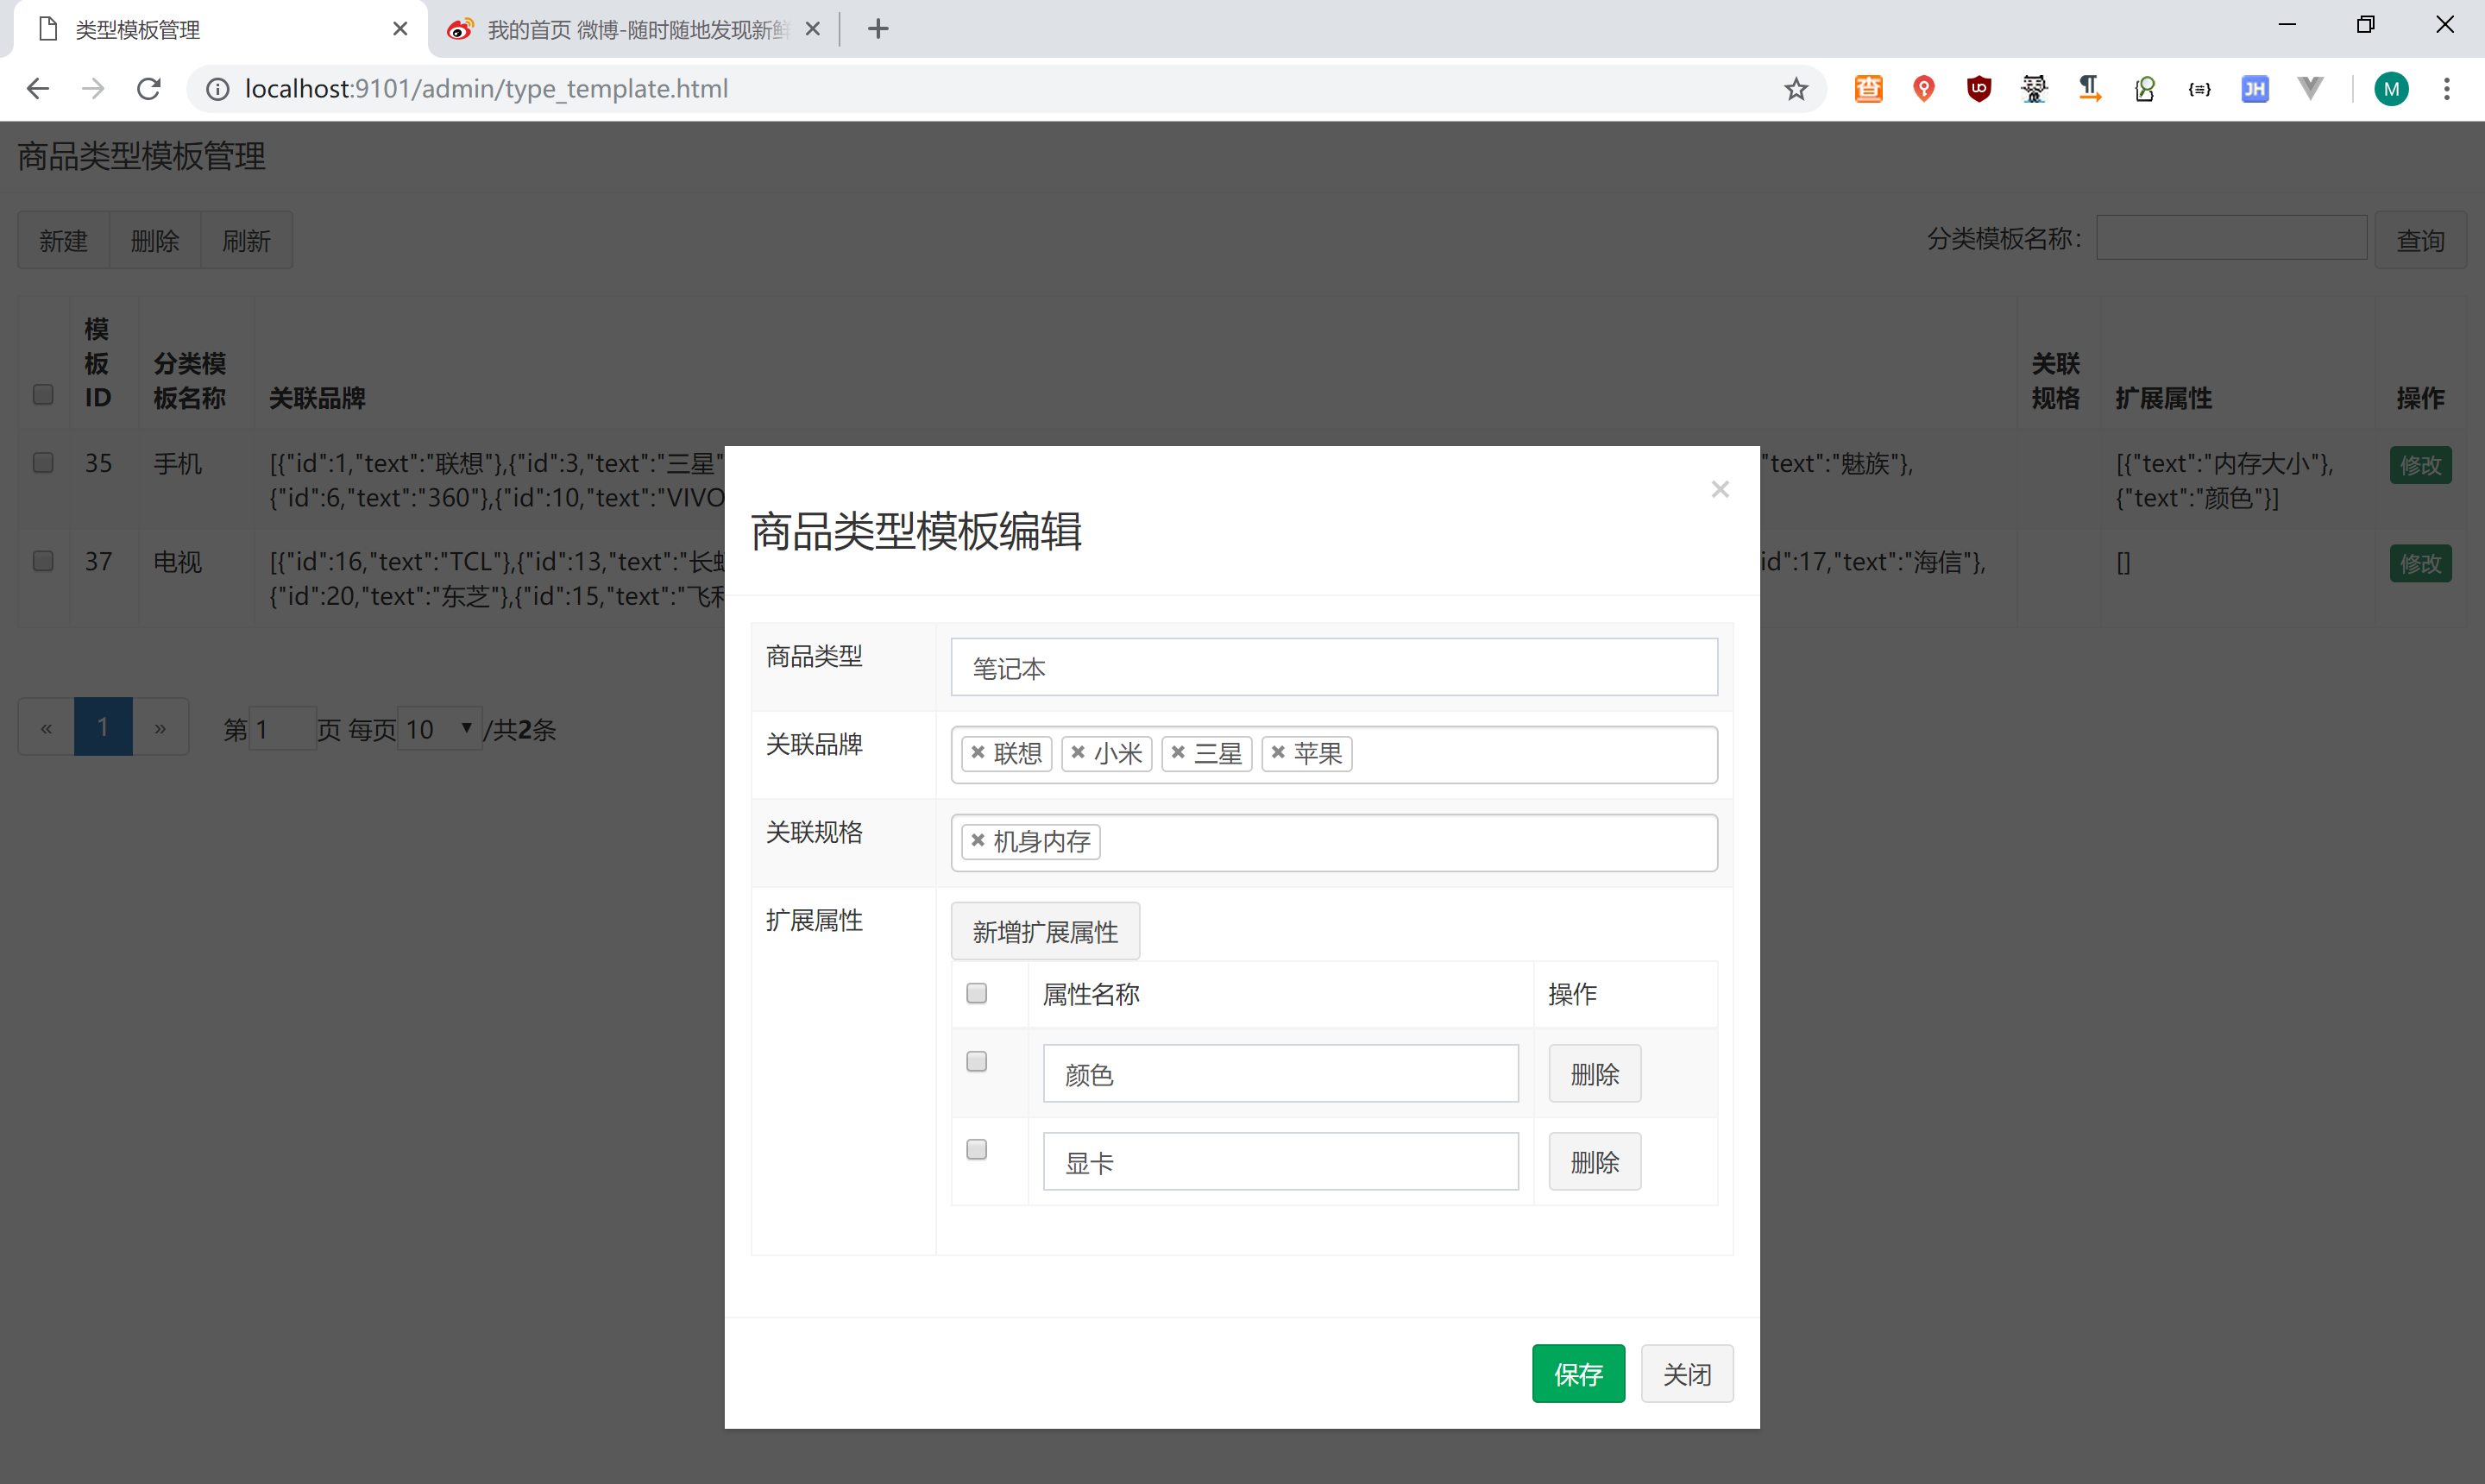 类型模板管理
我的首页 微博-随时随地发现新鲜
localhost:9101/admin/type_template.html
M
商品类型模板管理
新建 删除 刷新
分类模板名称： 查询
模板ID 分类模板名称 关联品牌 关联规格 扩展属性 操作
35 手机 [{"id":1,"text":"联想"},{"id":3,"text":"三星" "text":"魅族"}, [{"text":"内存大小"}, 修改
{"id":6,"text":"360"},{"id":10,"text":"VIVO {"text":"颜色"}]
37 电视 [{"id":16,"text":"TCL"},{"id":13,"text":"长虹 id":17,"text":"海信"}, [] 修改
{"id":20,"text":"东芝"},{"id":15,"text":"飞利
« 1 » 第 1 页 每页 10 /共2条
×
商品类型模板编辑
商品类型 笔记本
关联品牌 × 联想 × 小米 × 三星 × 苹果
关联规格 × 机身内存
扩展属性 新增扩展属性
属性名称 操作
颜色 删除
显卡 删除
保存 关闭